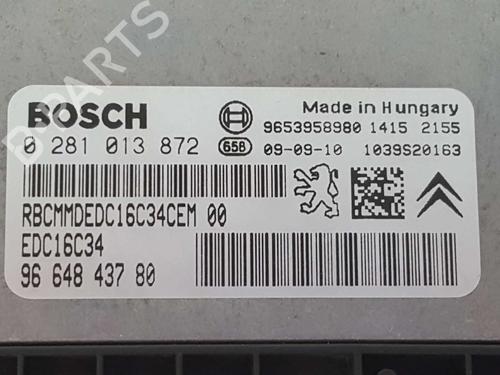 BOSCH
Made in Hungary
9653958980 1415 2155
0 281 013 872 658 09-09-10 1039S20163
RBCMMDEDC16C34CEM 00
EDC16C34
96 648 437 80
B-PARTS